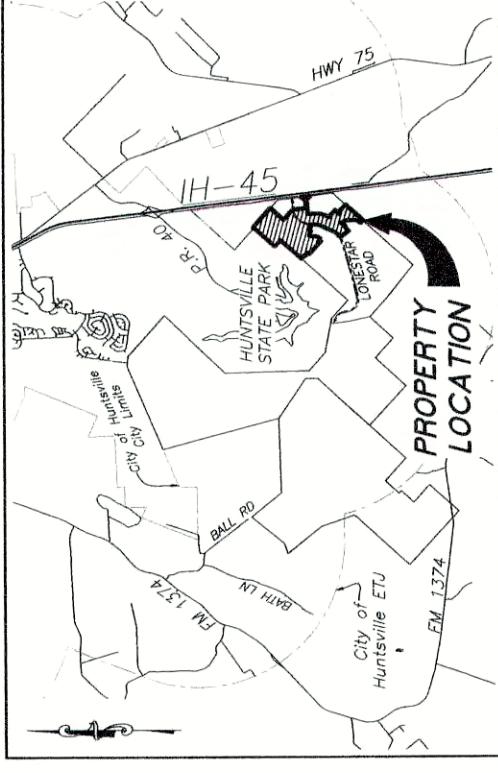 HWY 75
IH-45
P.R. 40
HUNTSVILLE
STATE PARK
LONESTAR
ROAD
PROPERTY
LOCATION
City of Huntsville
City Limits
BALL RD
FM 1374
BATH LN
City of
Huntsville ETJ
FM 1374